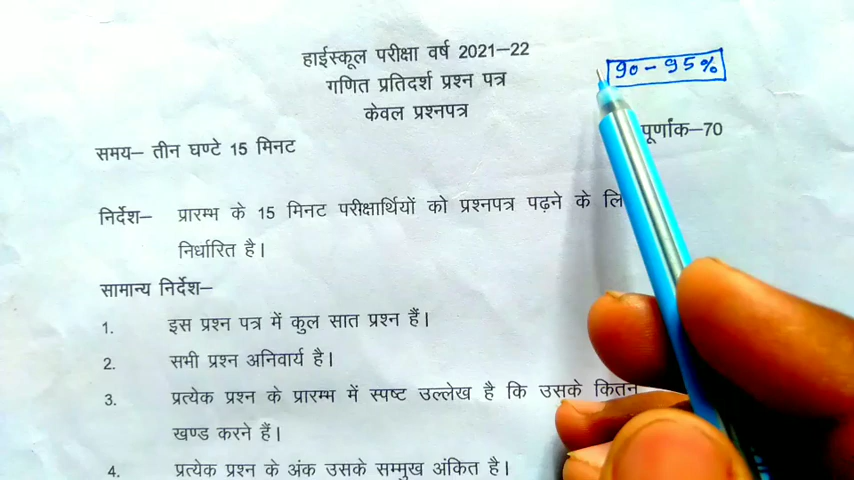 हाईस्कूल परीक्षा वर्ष 2021-22
90-95%
गणित प्रतिदर्श प्रश्न पत्र
केवल प्रश्नपत्र
पूर्णांक-70
समय- तीन घण्टे 15 मिनट
निर्देश- प्रारम्भ के 15 मिनट परीक्षार्थियों को प्रश्नपत्र पढ़ने के
निर्धारित है।
सामान्य निर्देश-
1. इस प्रश्न पत्र में कुल सात प्रश्न हैं।
2. सभी प्रश्न अनिवार्य है।
3. प्रत्येक प्रश्न के प्रारम्भ में स्पष्ट उल्लेख है कि उसके कितने
खण्ड करने हैं।
4. प्रत्येक प्रश्न के अंक उसके सम्मुख अंकित है।